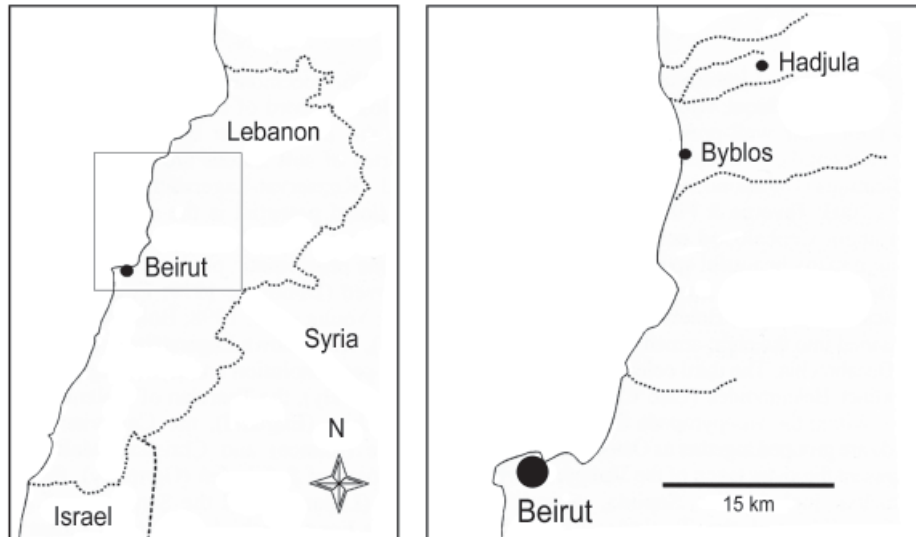 Lebanon
Beirut
Syria
N
Israel
Hadjula
Byblos
Beirut
15 km